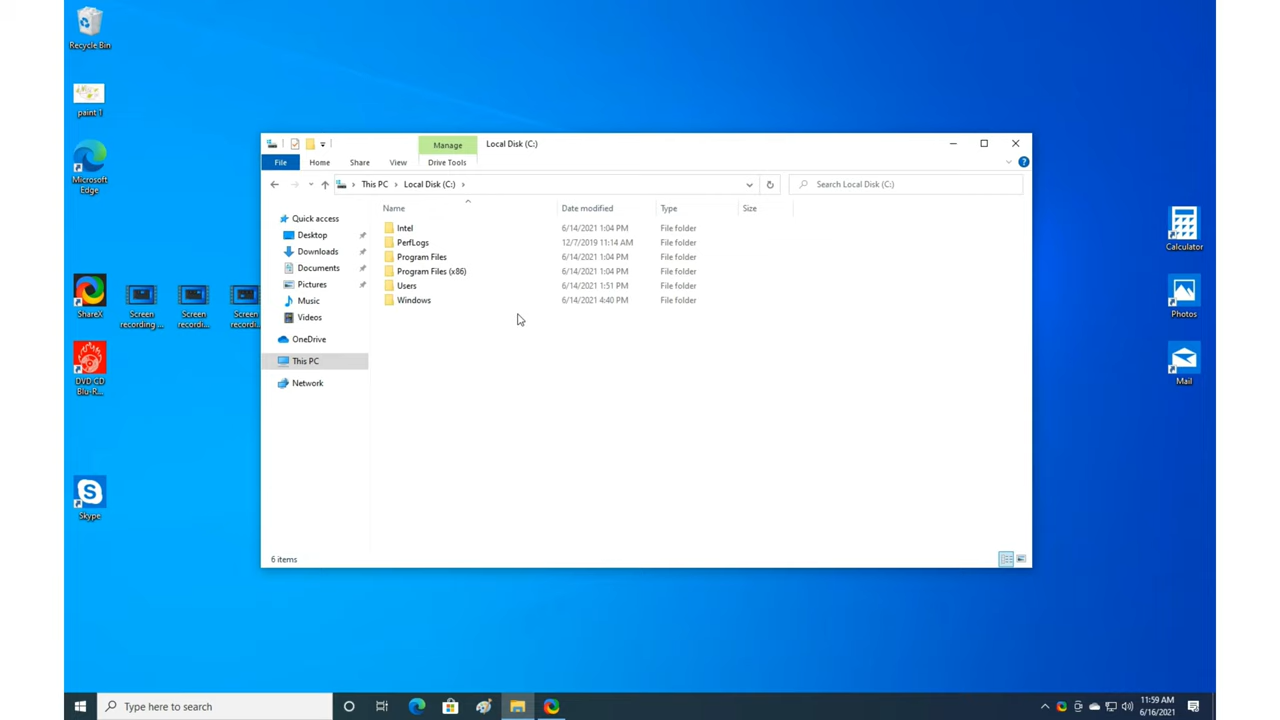 Recycle Bin
paint 1
Microsoft
Edge
ShareX
Screen
recording ...
Screen
recordi...
Screen
recordi...
DVD CD
Blu-R...
Skype
Manage
Local Disk (C:)
File
Home
Share
View
Drive Tools
This PC
Local Disk (C:)
Search Local Disk (C:)
Quick access
Desktop
Downloads
Documents
Pictures
Music
Videos
OneDrive
This PC
Network
Name
Date modified
Type
Size
Intel 6/14/2021 1:04 PM File folder
PerfLogs 12/7/2019 11:14 AM File folder
Program Files 6/14/2021 1:04 PM File folder
Program Files (x86) 6/14/2021 1:04 PM File folder
Users 6/14/2021 1:51 PM File folder
Windows 6/14/2021 4:40 PM File folder
6 items
Calculator
Photos
Mail
Type here to search
11:59 AM
6/16/2021